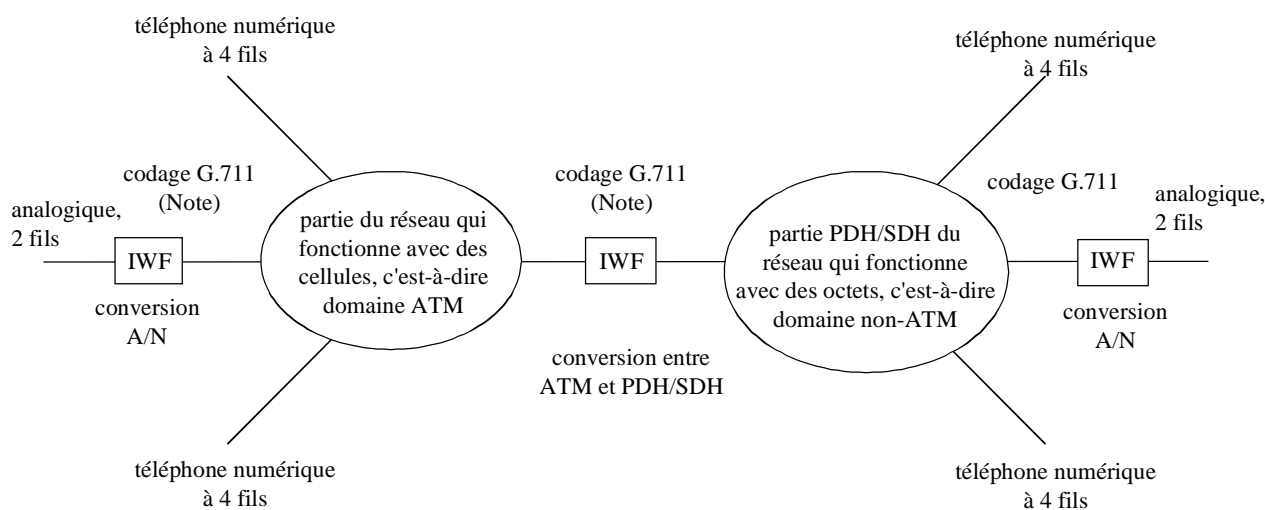 téléphone numérique
à 4 fils
téléphone numérique
à 4 fils
analogique,
2 fils
codage G.711
(Note)
IWF
conversion
A/N
partie du réseau qui
fonctionne avec des
cellules, c'est-à-dire
domaine ATM
codage G.711
(Note)
IWF
conversion entre
ATM et PDH/SDH
partie PDH/SDH du
réseau qui fonctionne
avec des octets, c'est-à-dire
domaine non-ATM
codage G.711
analogique,
2 fils
IWF
conversion
A/N
téléphone numérique
à 4 fils
téléphone numérique
à 4 fils